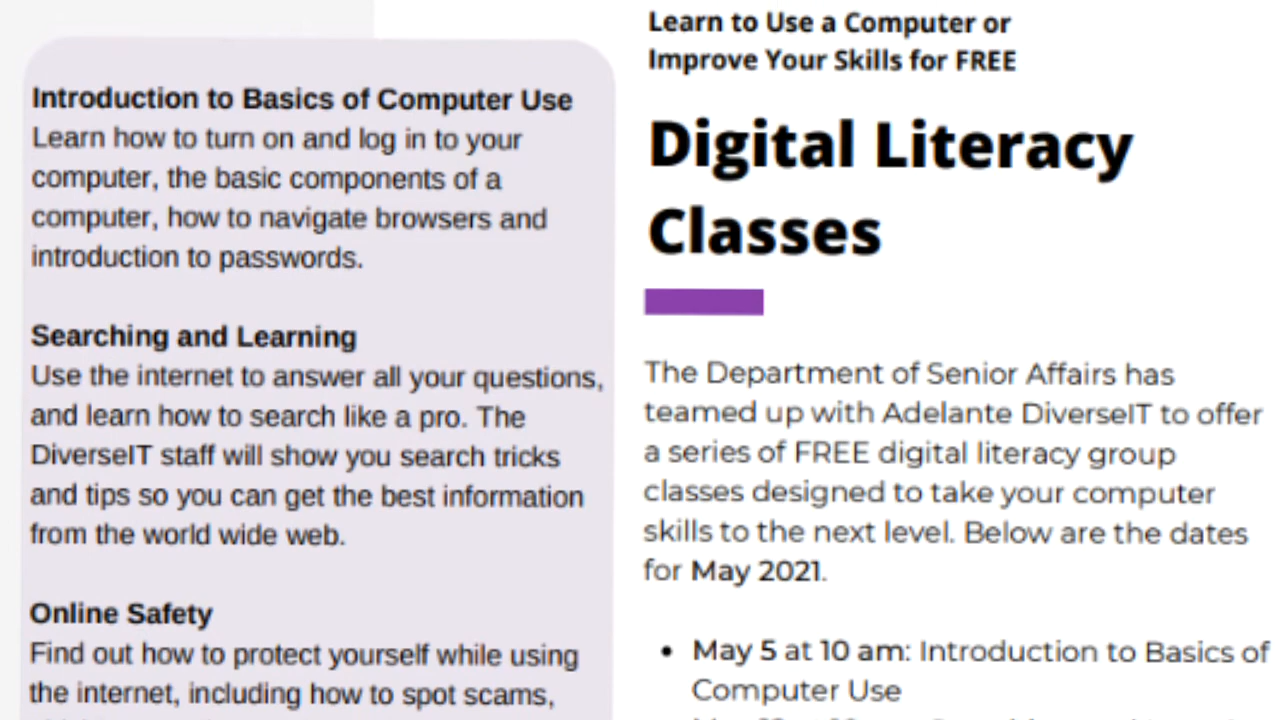 Introduction to Basics of Computer Use
Learn how to turn on and log in to your
computer, the basic components of a
computer, how to navigate browsers and
introduction to passwords.
Searching and Learning
Use the internet to answer all your questions,
and learn how to search like a pro. The
DiverseIT staff will show you search tricks
and tips so you can get the best information
from the world wide web.
Online Safety
Find out how to protect yourself while using
the internet, including how to spot scams,
Learn to Use a Computer or
Improve Your Skills for FREE
Digital Literacy
Classes
The Department of Senior Affairs has
teamed up with Adelante DiverseIT to offer
a series of FREE digital literacy group
classes designed to take your computer
skills to the next level. Below are the dates
for May 2021.
• May 5 at 10 am: Introduction to Basics of
Computer Use